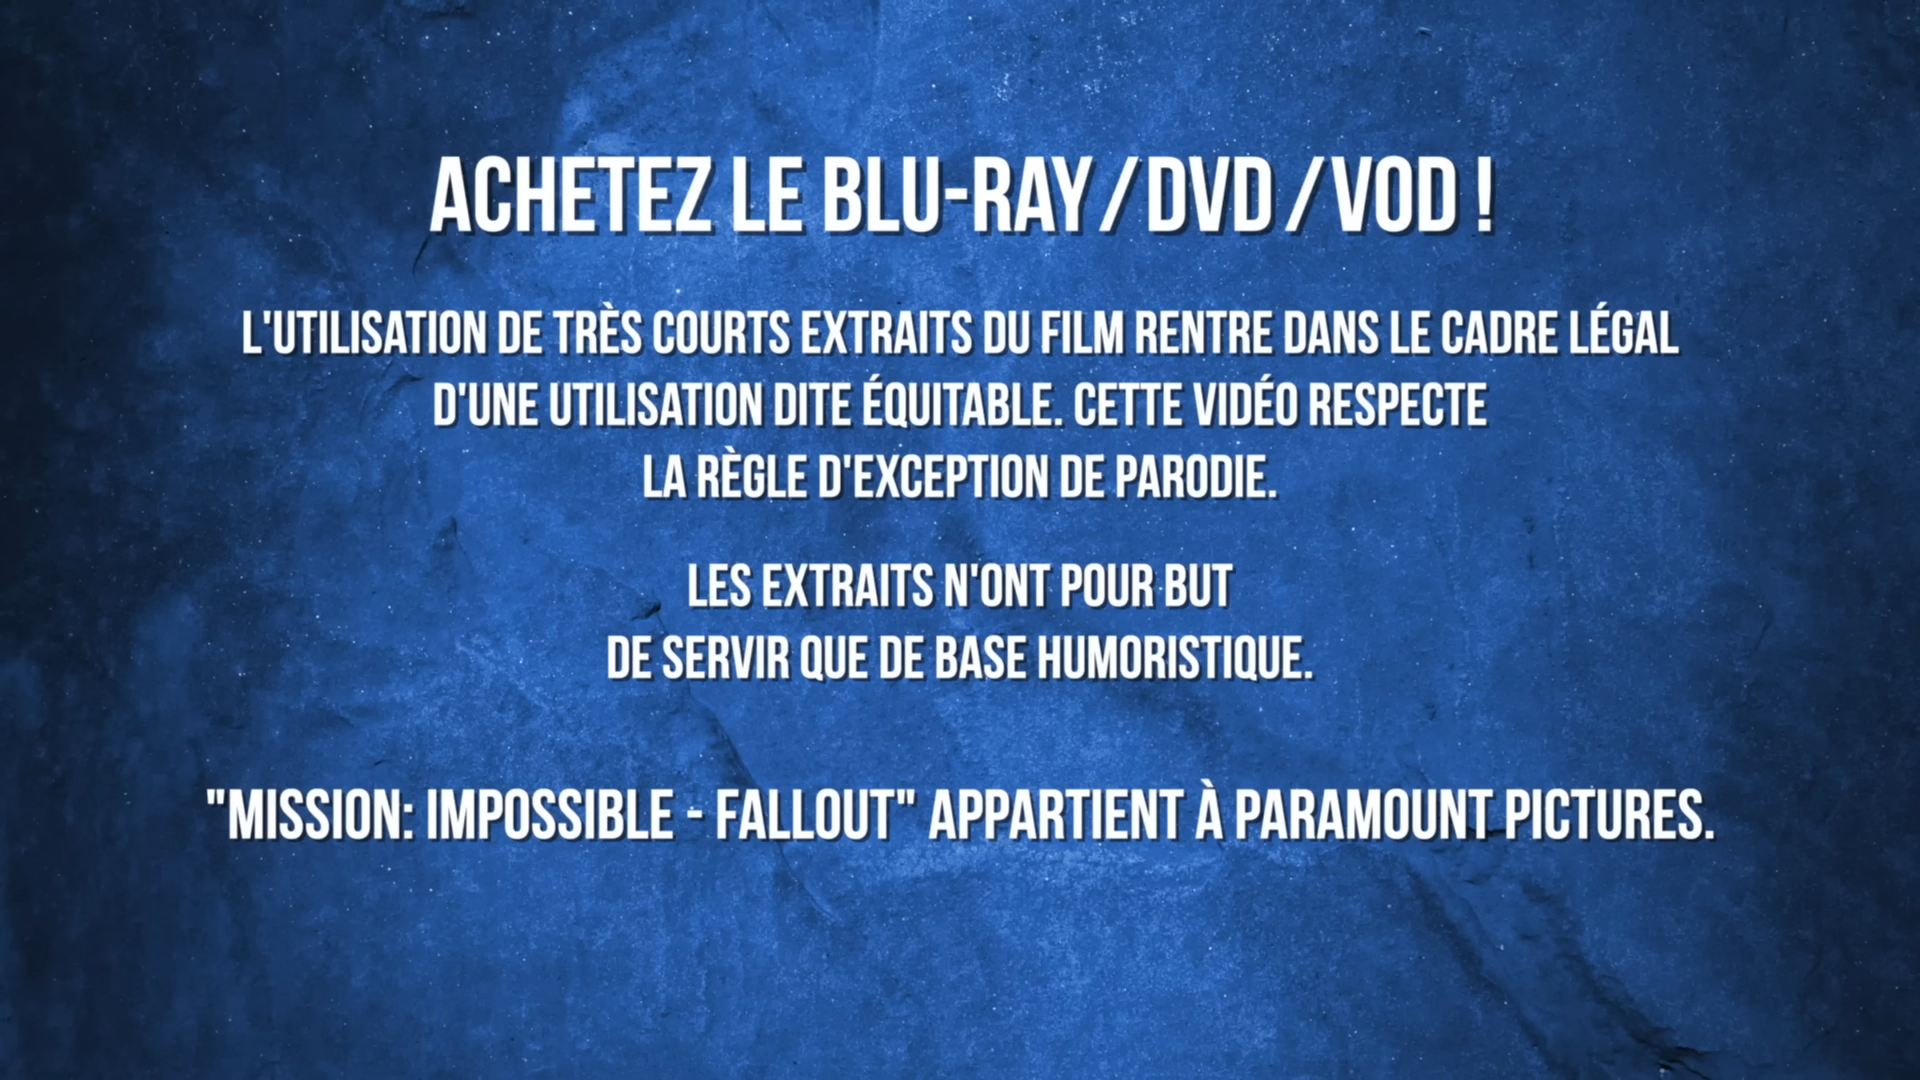 ACHETEZ LE BLU-RAY/DVD/VOD !
L'UTILISATION DE TRÈS COURTS EXTRAITS DU FILM RENTRE DANS LE CADRE LÉGAL
D'UNE UTILISATION DITE ÉQUITABLE. CETTE VIDÉO RESPECTE
LA RÈGLE D'EXCEPTION DE PARODIE.
LES EXTRAITS N'ONT POUR BUT
DE SERVIR QUE DE BASE HUMORISTIQUE.
"MISSION: IMPOSSIBLE - FALLOUT" APPARTIENT À PARAMOUNT PICTURES.